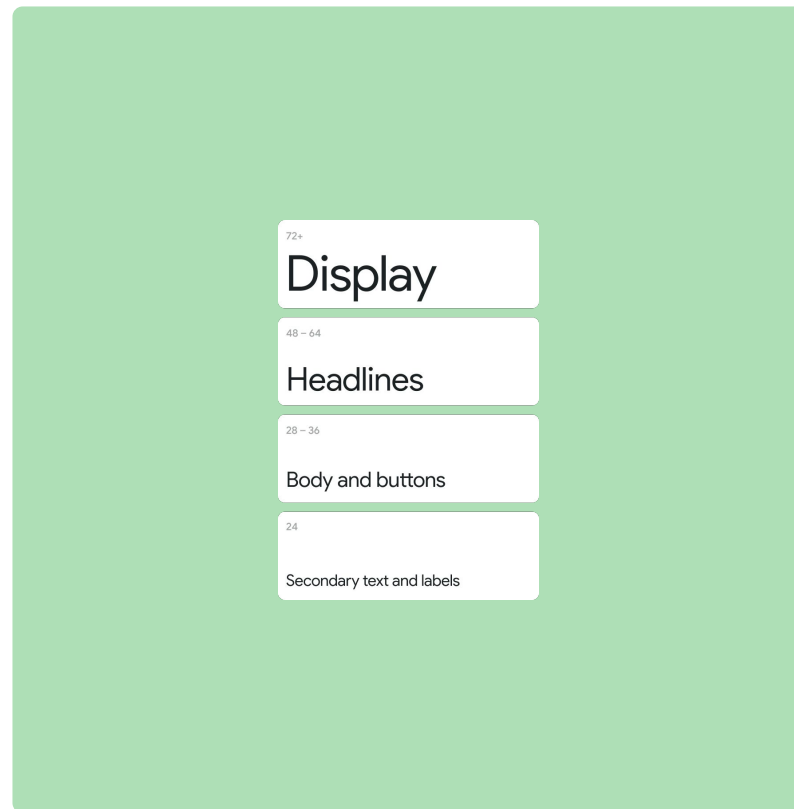 72+
Display
48 – 64
Headlines
28 – 36
Body and buttons
24
Secondary text and labels